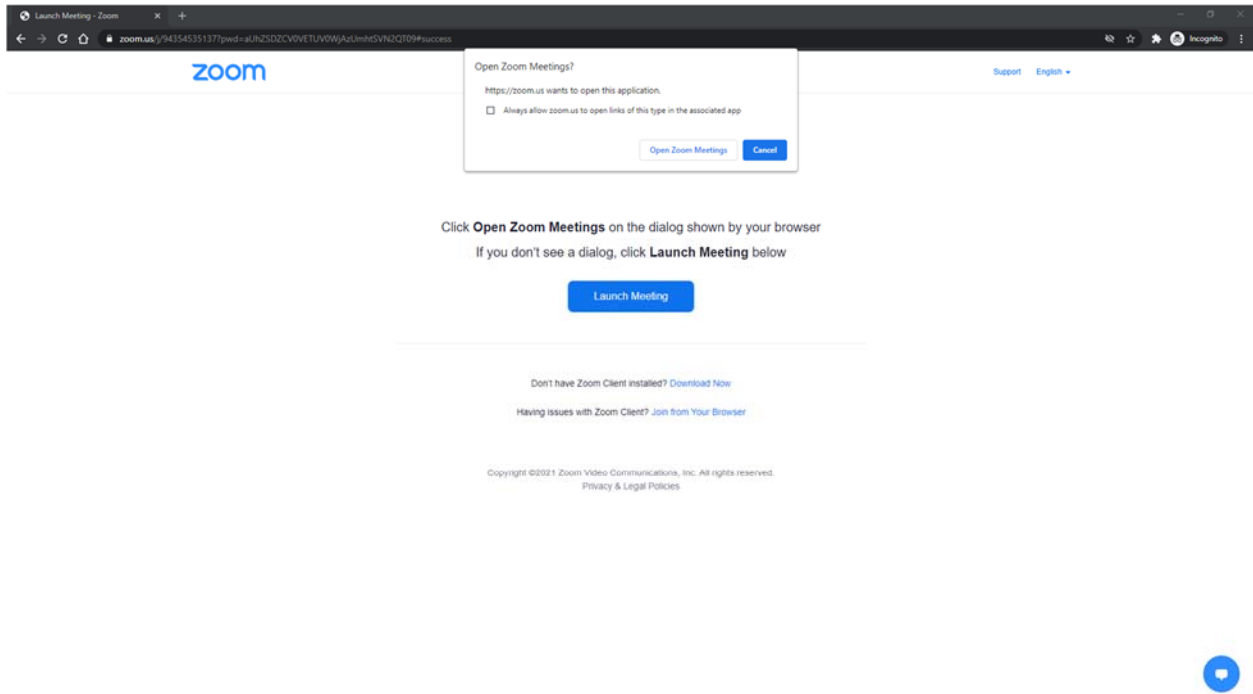 Launch Meeting - Zoom
zoom.us/j/94354535137?pwd=aUhZSDZCV0VETUV0WjAzUmhtSVN2QT09#success
Incognito
zoom
Support English
Open Zoom Meetings?
https://zoom.us wants to open this application.
Always allow zoom.us to open links of this type in the associated app
Open Zoom Meetings Cancel
Click Open Zoom Meetings on the dialog shown by your browser
If you don't see a dialog, click Launch Meeting below
Launch Meeting
Don't have Zoom Client installed? Download Now
Having issues with Zoom Client? Join from Your Browser
Copyright ©2021 Zoom Video Communications, Inc. All rights reserved.
Privacy & Legal Policies